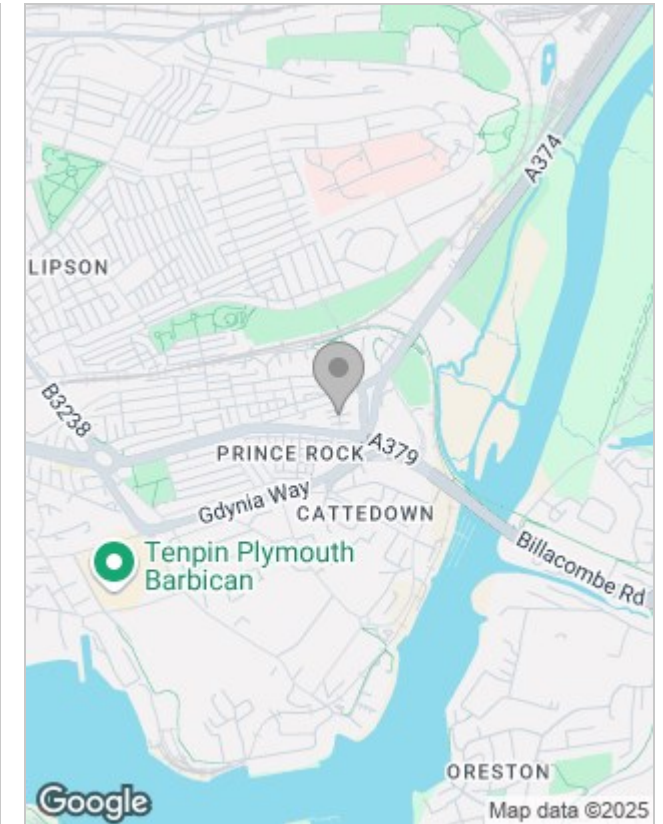 A374
LIPSON
B3238
PRINCE ROCK
A379
Gdynia Way
CATTEDOWN
Tenpin Plymouth
Barbican
Billacombe Rd
ORESTON
Google
Map data ©2025